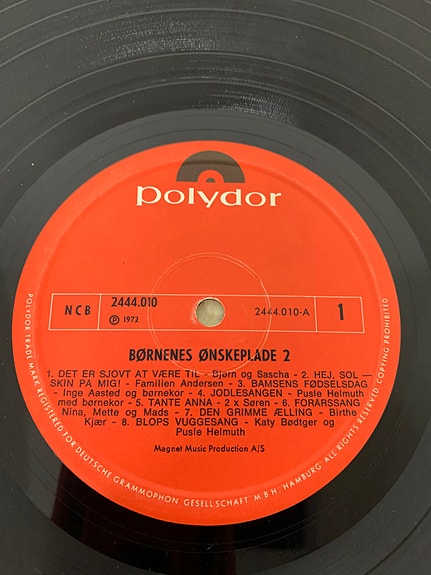 polydor
NCB
2444.010
℗ 1972
2444.010-A
1
BØRNENES ØNSKEPLADE 2
1. DET ER SJOVT AT VÆRE TIL - Bjørn og Sascha - 2. HEJ, SOL —
SKIN PÅ MIG! - Familien Andersen - 3. BAMSENS FØDSELSDAG
- Inge Aasted og børnekor - 4. JODLESANGEN - Pusle Helmuth
med børnekor - 5. TANTE ANNA - 2 x Søren - 6. FORÅRSSANG
Nina, Mette og Mads - 7. DEN GRIMME ÆLLING - Birthe
Kjær - 8. BLOPS VUGGESANG - Katy Bødtger og
Pusle Helmuth
Magnet Music Production A/S
POLYDOR TRADE MARK REGISTERED FOR DEUTSCHE GRAMMOPHON GESELLSCHAFT M.B.H. HAMBURG ALL RIGHTS RESERVED COPYING PROHIBITED